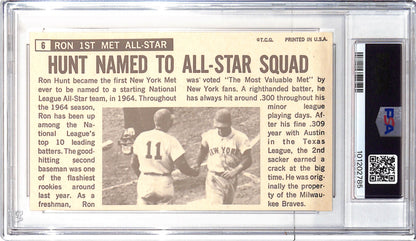 6 RON 1ST MET ALL-STAR
©T.C.G. PRINTED IN U.S.A.
HUNT NAMED TO ALL-STAR SQUAD
Ron Hunt became the first New York Met
ever to be named to a starting National
League All-Star team, in 1964. Throughout
the 1964 season,
Ron has been up
among the Na-
tional League's
top 10 leading
batters. The good-
hitting second
baseman was one
of the flashiest
rookies around
last year. As a
freshman, Ron
was voted "The Most Valuable Met" by
New York fans. A righthanded batter, he
has always hit around .300 throughout his
minor league
playing days. Af-
ter his fine .309
year with Austin
in the Texas
League, the 2nd
sacker earned a
crack at the big
time. He was orig-
inally the proper-
ty of the Milwau-
kee Braves.
11
NEW YORK
PSA
101202785